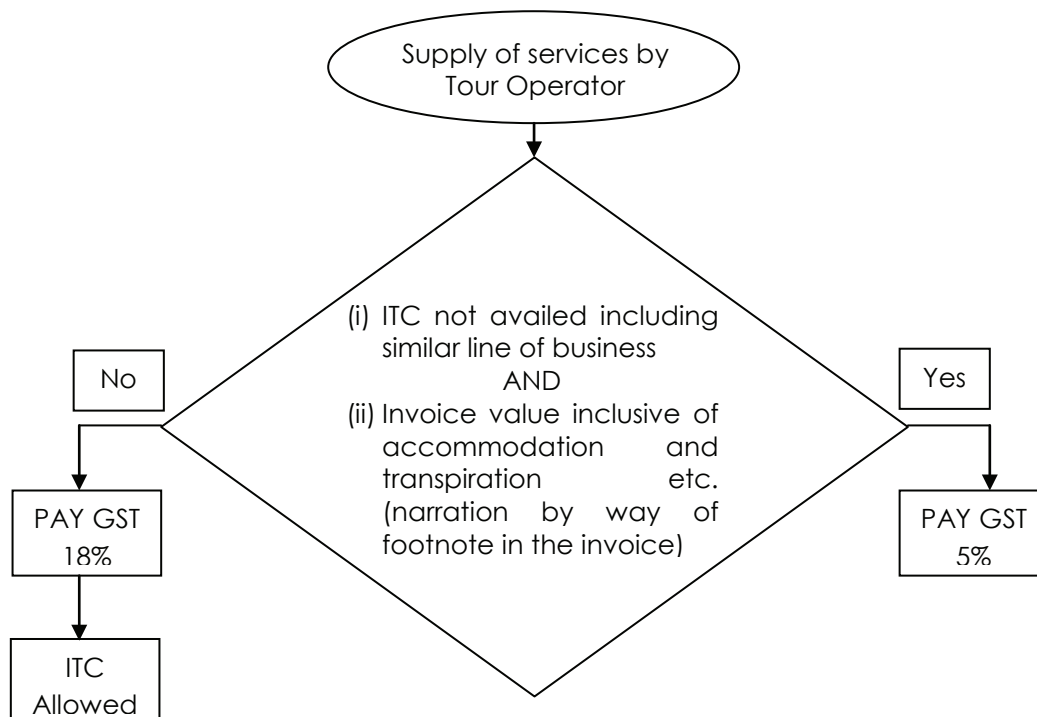 Supply of services by
Tour Operator
(i) ITC not availed including
similar line of business
AND
(ii) Invoice value inclusive of
accommodation and
transpiration etc.
(narration by way of
footnote in the invoice)
No
Yes
PAY GST
18%
PAY GST
5%
ITC
Allowed